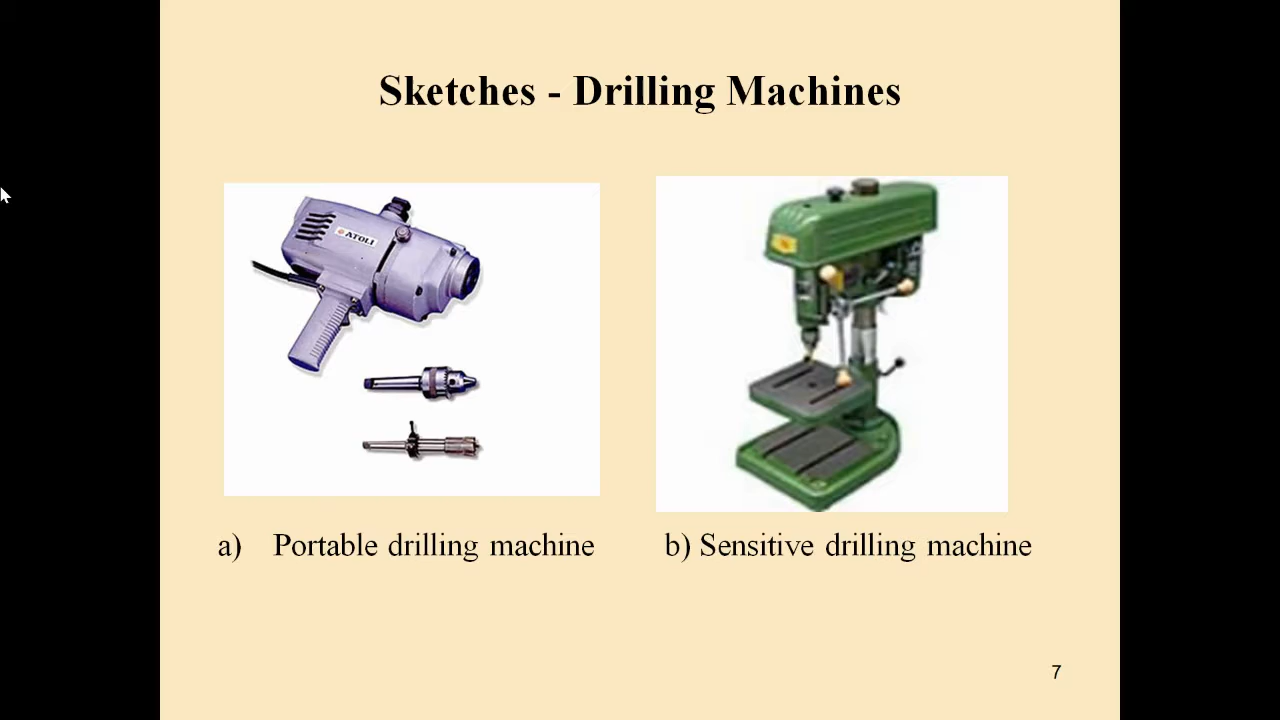 Sketches - Drilling Machines
ATOLI
a) Portable drilling machine
b) Sensitive drilling machine
7